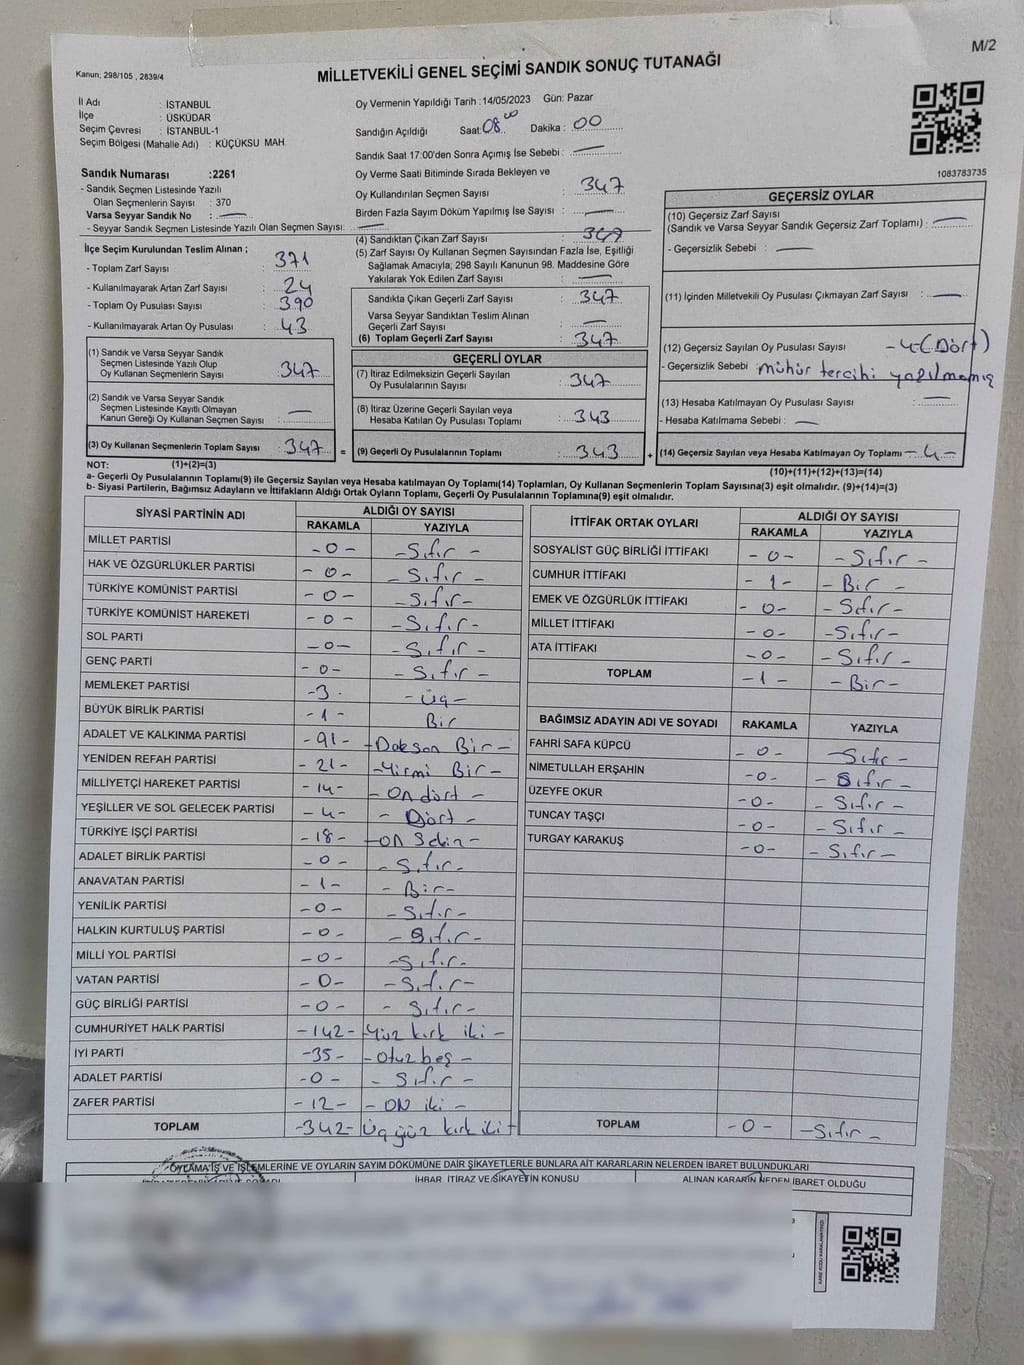 M/2
Kanun: 298/105 , 2839/4
MİLLETVEKİLİ GENEL SEÇİMİ SANDIK SONUÇ TUTANAĞI
İl Adı : İSTANBUL
İlçe : ÜSKÜDAR
Seçim Çevresi : İSTANBUL-1
Seçim Bölgesi (Mahalle Adı) : KÜÇÜKSU MAH.
Sandık Numarası :2261
- Sandık Seçmen Listesinde Yazılı
Olan Seçmenlerin Sayısı : 370
Varsa Seyyar Sandık No : —
- Seyyar Sandık Seçmen Listesinde Yazılı Olan Seçmen Sayısı: —
Oy Vermenin Yapıldığı Tarih :14/05/2023 Gün: Pazar
Sandığın Açıldığı Saat: 08.00 Dakika : 00
Sandık Saat 17:00'den Sonra Açmış İse Sebebi : —
Oy Verme Saati Bitiminde Sırada Bekleyen ve
Oy Kullandırılan Seçmen Sayısı : 347
Birden Fazla Sayım Döküm Yapılmış İse Sayısı : —
(4) Sandıktan Çıkan Zarf Sayısı : 347
(5) Zarf Sayısı Oy Kullanan Seçmen Sayısından Fazla İse, Eşitliği
Sağlamak Amacıyla, 298 Sayılı Kanunun 98. Maddesine Göre
Yakılarak Yok Edilen Zarf Sayısı : —
1083783735
İlçe Seçim Kurulundan Teslim Alınan ;
- Toplam Zarf Sayısı : 371
- Kullanılmayarak Artan Zarf Sayısı : 24
- Toplam Oy Pusulası Sayısı : 390
- Kullanılmayarak Artan Oy Pusulası : 43
(1) Sandık ve Varsa Seyyar Sandık
Seçmen Listesinde Yazılı Olup
Oy Kullanan Seçmenlerin Sayısı : 347
(2) Sandık ve Varsa Seyyar Sandık
Seçmen Listesinde Kayıtlı Olmayan
Kanun Gereği Oy Kullanan Seçmen Sayısı : —
(3) Oy Kullanan Seçmenlerin Toplam Sayısı : 347 =
Sandıkta Çıkan Geçerli Zarf Sayısı : 347
Varsa Seyyar Sandıktan Teslim Alınan
Geçerli Zarf Sayısı : —
(6) Toplam Geçerli Zarf Sayısı : 347
GEÇERLİ OYLAR
(7) İtiraz Edilmeksizin Geçerli Sayılan
Oy Pusulalarının Sayısı : 347
(8) İtiraz Üzerine Geçerli Sayılan veya
Hesaba Katılan Oy Pusulası Toplamı : 343
(9) Geçerli Oy Pusulalarının Toplamı : 343 +
GEÇERSİZ OYLAR
(10) Geçersiz Zarf Sayısı
(Sandık ve Varsa Seyyar Sandık Geçersiz Zarf Toplamı) : —
- Geçersizlik Sebebi : —
(11) İçinden Milletvekili Oy Pusulası Çıkmayan Zarf Sayısı : —
(12) Geçersiz Sayılan Oy Pusulası Sayısı - 4 (Dört)
- Geçersizlik Sebebi mühür tercihi yapılmamış
(13) Hesaba Katılmayan Oy Pusulası Sayısı : —
- Hesaba Katılmama Sebebi : —
(14) Geçersiz Sayılan veya Hesaba Katılmayan Oy Toplamı -4-
NOT: (1)+(2)=(3)
(10)+(11)+(12)+(13)=(14)
a- Geçerli Oy Pusulalarının Toplamı(9) ile Geçersiz Sayılan veya Hesaba katılmayan Oy Toplamı(14) Toplamları, Oy Kullanan Seçmenlerin Toplam Sayısına(3) eşit olmalıdır. (9)+(14)=(3)
b- Siyasi Partilerin, Bağımsız Adayların ve İttifakların Aldığı Ortak Oyların Toplamı, Geçerli Oy Pusulalarının Toplamına(9) eşit olmalıdır.
SİYASİ PARTİNİN ADI ALDIĞI OY SAYISI
RAKAMLA YAZIYLA
MİLLET PARTİSİ -0- -Sıfır-
HAK VE ÖZGÜRLÜKLER PARTİSİ -0- -Sıfır-
TÜRKİYE KOMÜNİST PARTİSİ -0- -Sıfır-
TÜRKİYE KOMÜNİST HAREKETİ -0- -Sıfır-
SOL PARTİ -0- -Sıfır-
GENÇ PARTİ -0- -Sıfır-
MEMLEKET PARTİSİ -3- -Üç-
BÜYÜK BİRLİK PARTİSİ -1- Bir
ADALET VE KALKINMA PARTİSİ -91- -Doksan Bir-
YENİDEN REFAH PARTİSİ -21- -Yirmi Bir-
MİLLİYETÇİ HAREKET PARTİSİ -14- -On dört-
YEŞİLLER VE SOL GELECEK PARTİSİ -4- -Dört-
TÜRKİYE İŞÇİ PARTİSİ -18- -On Sekiz-
ADALET BİRLİK PARTİSİ -0- -Sıfır-
ANAVATAN PARTİSİ -1- -Bir-
YENİLİK PARTİSİ -0- -Sıfır-
HALKIN KURTULUŞ PARTİSİ -0- -Sıfır-
MİLLİ YOL PARTİSİ -0- -Sıfır-
VATAN PARTİSİ -0- -Sıfır-
GÜÇ BİRLİĞİ PARTİSİ -0- -Sıfır-
CUMHURİYET HALK PARTİSİ -142- -Yüz kırk iki-
İYİ PARTİ -35- -Otuz beş-
ADALET PARTİSİ -0- -Sıfır-
ZAFER PARTİSİ -12- -ON iki-
TOPLAM -342- Üç yüz kırk iki-
İTTİFAK ORTAK OYLARI ALDIĞI OY SAYISI
RAKAMLA YAZIYLA
SOSYALİST GÜÇ BİRLİĞİ İTTİFAKI -0- -Sıfır-
CUMHUR İTTİFAKI -1- -Bir-
EMEK VE ÖZGÜRLÜK İTTİFAKI -0- -Sıfır-
MİLLET İTTİFAKI -0- -Sıfır-
ATA İTTİFAKI -0- -Sıfır-
TOPLAM -1- -Bir-
BAĞIMSIZ ADAYIN ADI VE SOYADI RAKAMLA YAZIYLA
FAHRİ SAFA KÜPCÜ -0- -Sıfır-
NİMETULLAH ERŞAHİN -0- -Sıfır-
ÜZEYFE OKUR -0- -Sıfır-
TUNCAY TAŞÇI -0- -Sıfır-
TURGAY KARAKUŞ -0- -Sıfır-
TOPLAM -0- -Sıfır-
OYLAMA İŞ VE İŞLEMLERİNE VE OYLARIN SAYIM DÖKÜMÜNE DAİR ŞİKAYETLERLE BUNLARA AİT KARARLARIN NELERDEN İBARET BULUNDUKLARI
İHBAR, İTİRAZ VE ŞİKAYETİN KONUSU ALINAN KARARIN NEDEN İBARET OLDUĞU